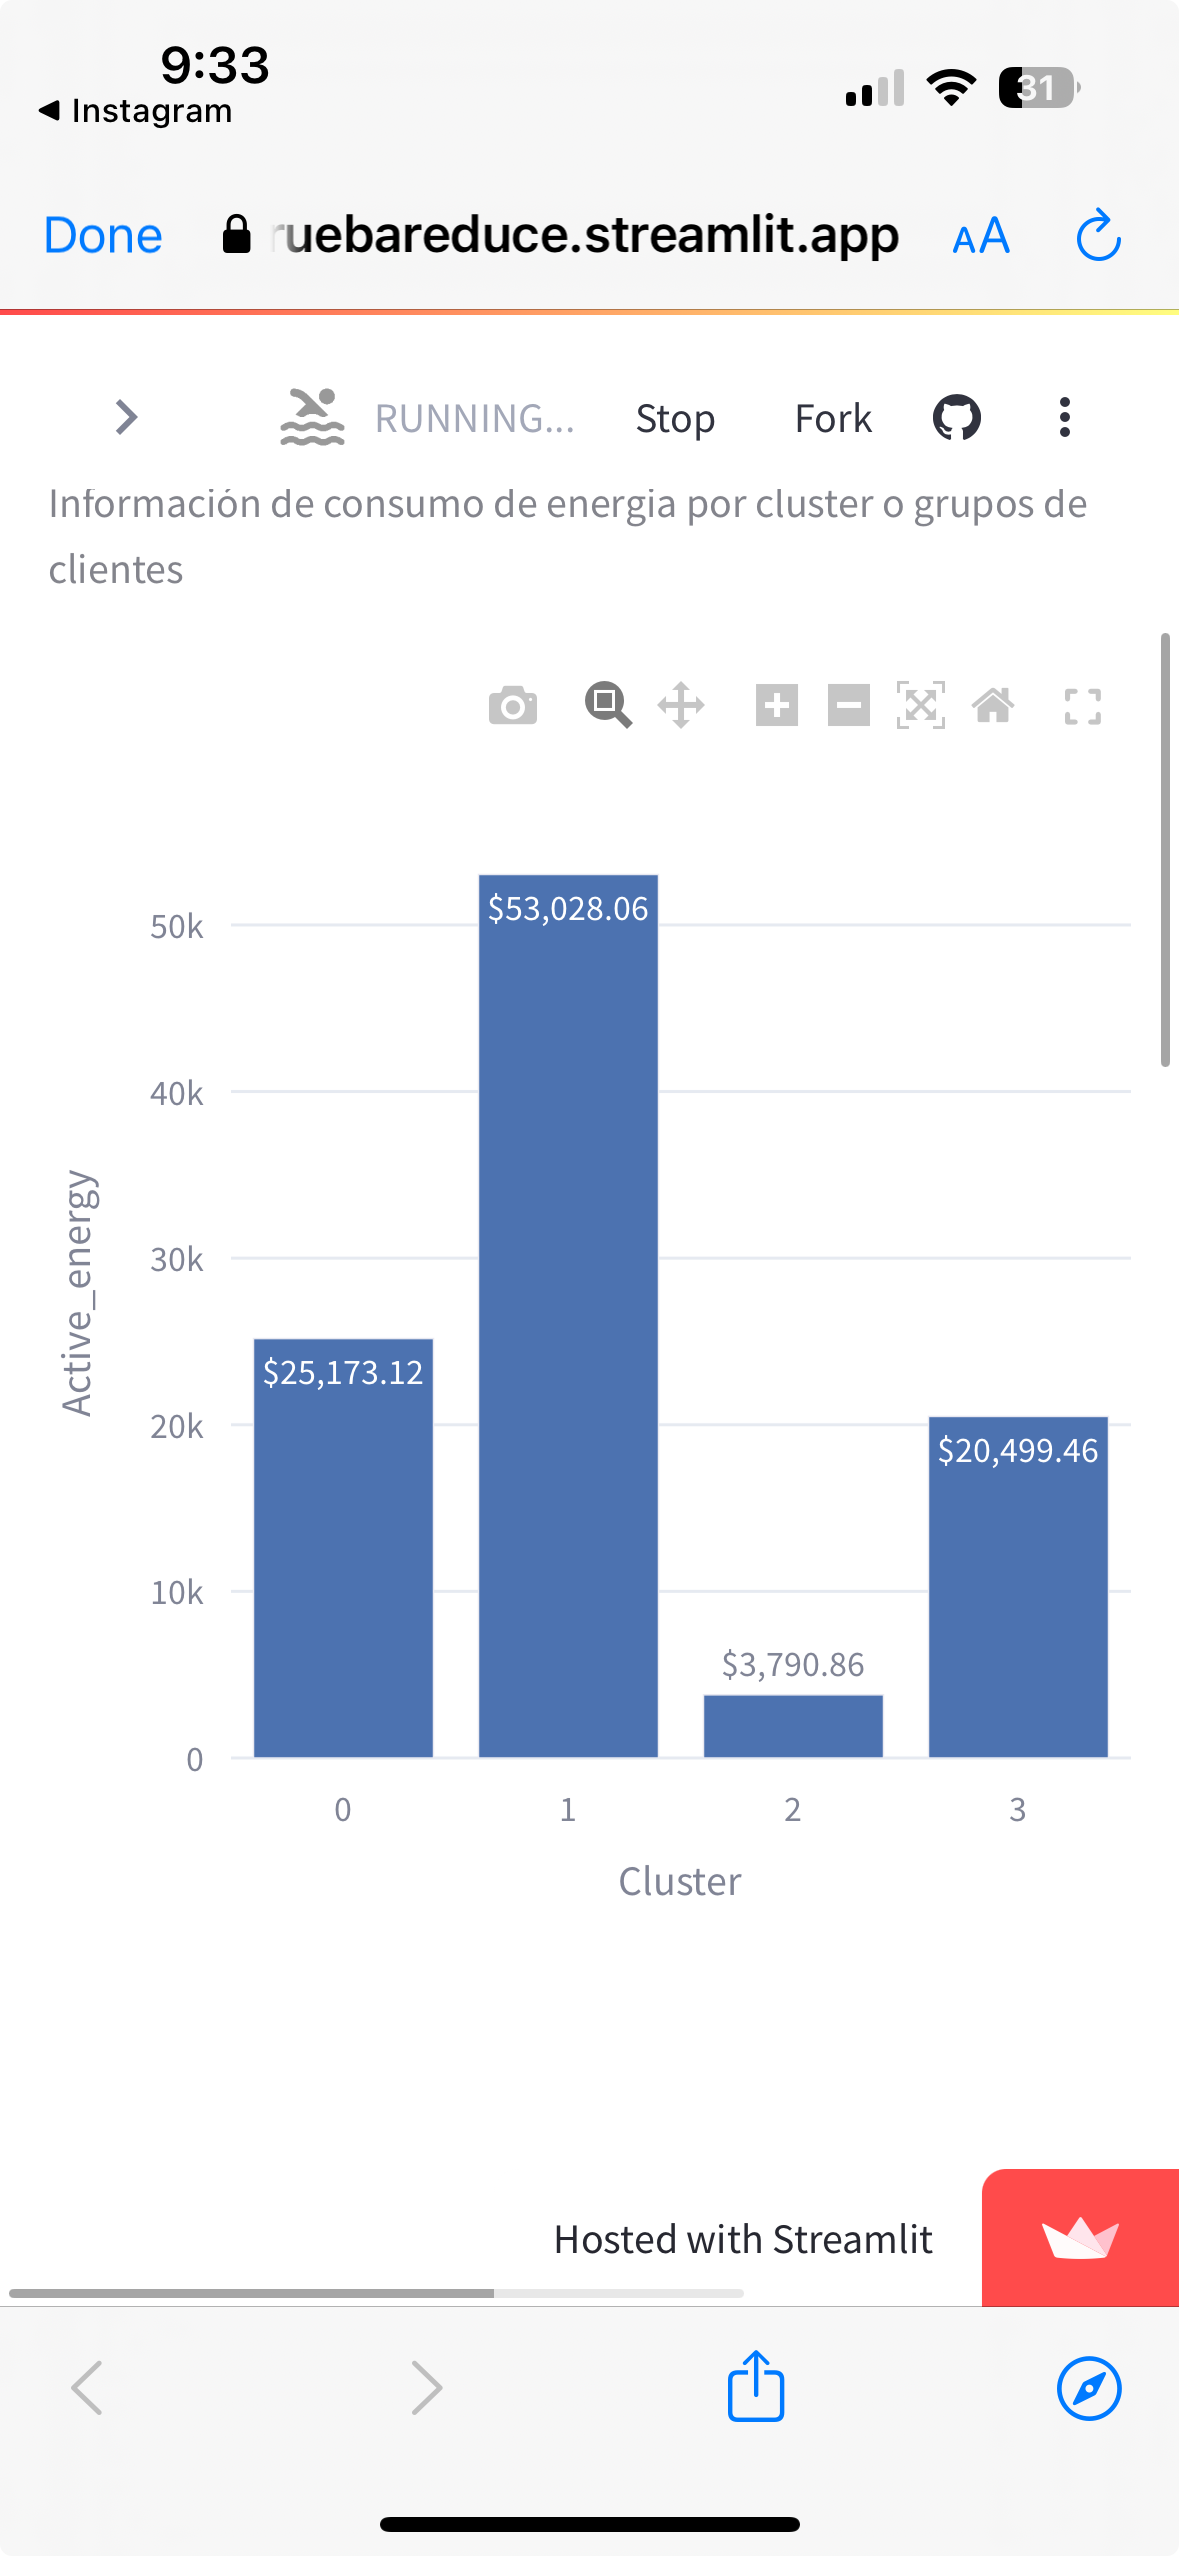 9:33
◀ Instagram
31
Done
ruebareduce.streamlit.app
AA
RUNNING...
Stop
Fork
Información de consumo de energia por cluster o grupos de
clientes
$53,028.06
50k
40k
30k
$25,173.12
20k
$20,499.46
10k
$3,790.86
0
Active_energy
0
1
2
3
Cluster
Hosted with Streamlit